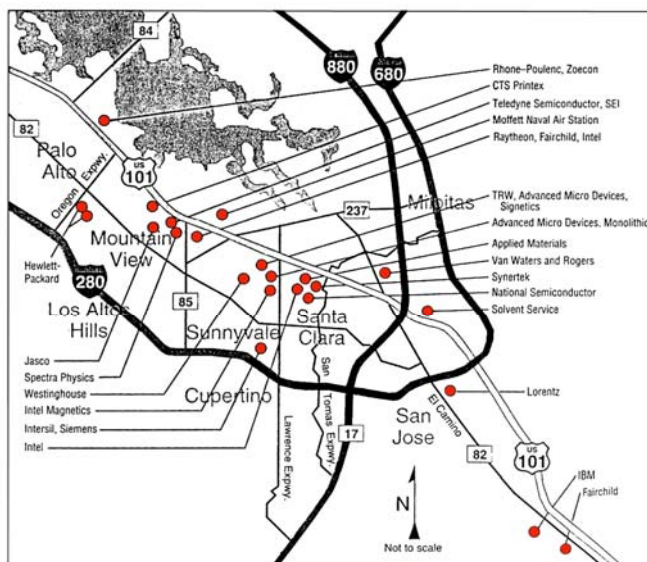 84
880
680
Rhone–Poulenc, Zoecon
CTS Printex
Teledyne Semiconductor, SEI
Moffett Naval Air Station
Raytheon, Fairchild, Intel
82
Palo
Alto
Oregon Expwy.
US
101
Milpitas
TRW, Advanced Micro Devices,
Signetics
237
Advanced Micro Devices, Monolithic
Applied Materials
Van Waters and Rogers
Synertek
National Semiconductor
Solvent Service
Mountain
View
Hewlett-
Packard
280
Los Altos
Hills
85
Sunnyvale
Santa
Clara
Cupertino
Jasco
Spectra Physics
Westinghouse
Intel Magnetics
Intersil, Siemens
Intel
San Tomas Expwy.
Lawrence Expwy.
17
San
Jose
El Camino
82
Lorentz
US
101
IBM
Fairchild
N
Not to scale